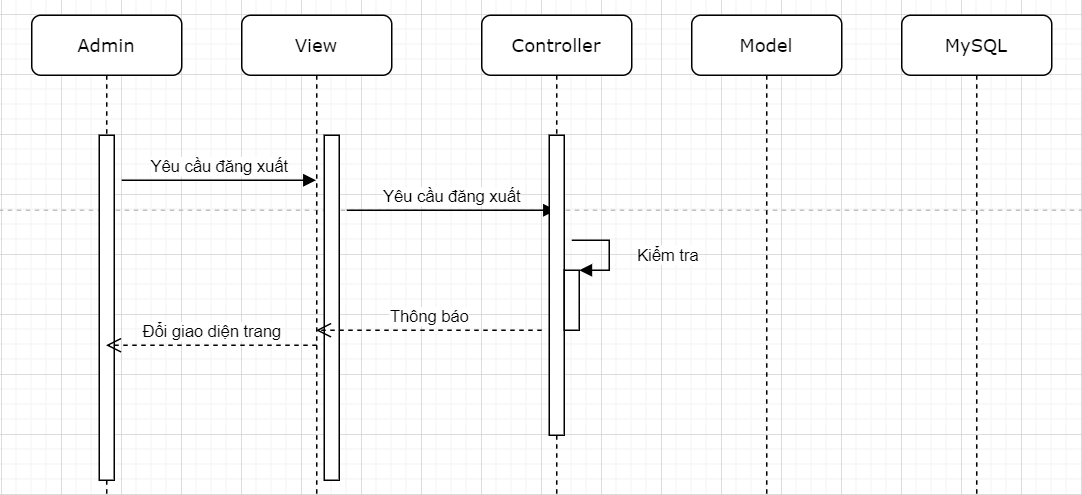 Admin
View
Controller
Model
MySQL
Yêu cầu đăng xuất
Yêu cầu đăng xuất
Kiểm tra
Thông báo
Đổi giao diện trang